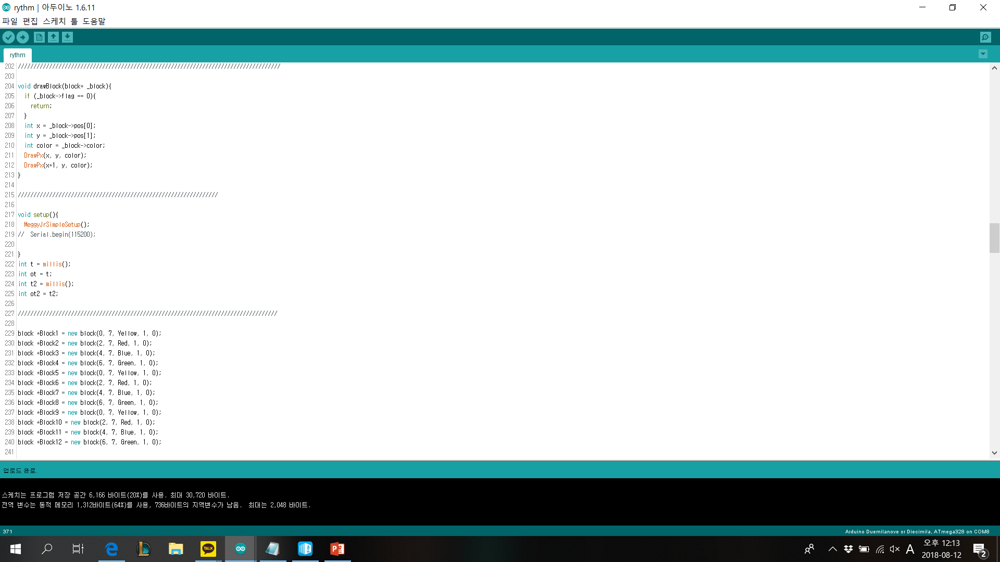 rythm | 아두이노 1.6.11
파일 편집 스케치 툴 도움말
rythm
202 ////////////////////////////////////////////////////////////////////////////////////
203
204 void drawBlock(block* _block){
205   if (_block->flag == 0){
206     return;
207   }
208   int x = _block->pos[0];
209   int y = _block->pos[1];
210   int color = _block->color;
211   DrawPx(x, y, color);
212   DrawPx(x+1, y, color);
213 }
214
215 ////////////////////////////////////////////////////////////////
216
217 void setup(){
218   MeggyJrSimpleSetup();
219 //  Serial.begin(115200);
220
221 }
222 int t = millis();
223 int ot = t;
224 int t2 = millis();
225 int ot2 = t2;
226
227 ///////////////////////////////////////////////////////////////////////////////////
228
229 block *Block1 = new block(0, 7, Yellow, 1, 0);
230 block *Block2 = new block(2, 7, Red, 1, 0);
231 block *Block3 = new block(4, 7, Blue, 1, 0);
232 block *Block4 = new block(6, 7, Green, 1, 0);
233 block *Block5 = new block(0, 7, Yellow, 1, 0);
234 block *Block6 = new block(2, 7, Red, 1, 0);
235 block *Block7 = new block(4, 7, Blue, 1, 0);
236 block *Block8 = new block(6, 7, Green, 1, 0);
237 block *Block9 = new block(0, 7, Yellow, 1, 0);
238 block *Block10 = new block(2, 7, Red, 1, 0);
239 block *Block11 = new block(4, 7, Blue, 1, 0);
240 block *Block12 = new block(6, 7, Green, 1, 0);
241
업로드 완료.
스케치는 프로그램 저장 공간 6,166 바이트(20%)를 사용. 최대 30,720 바이트.
전역 변수는 동적 메모리 1,312바이트(64%)를 사용, 736바이트의 지역변수가 남음.  최대는 2,048 바이트.
371
Arduino Duemilanove or Diecimila, ATmega328 on COM8
TALK
A
오후 12:13
2018-08-12
2